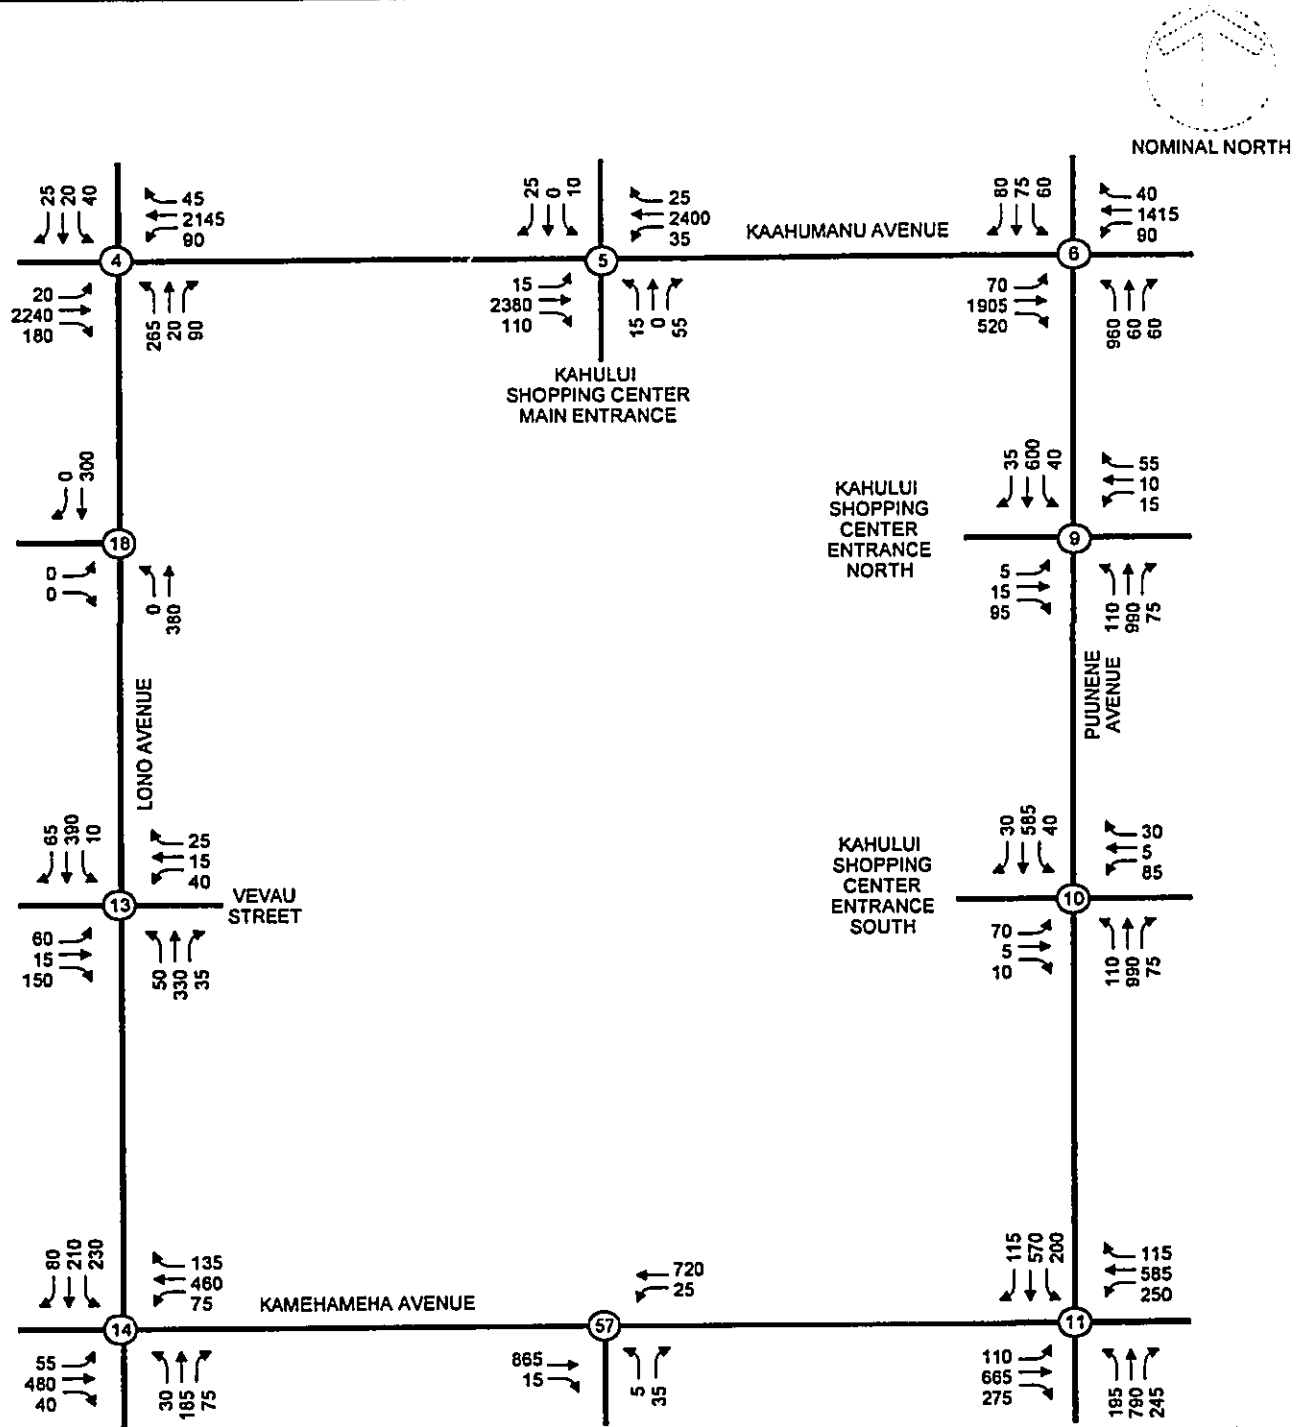 NOMINAL NORTH
25 20 40
45
2145
90
4
20
2240
180
265 20 90
25 0 10
25
2400
35
5
15
2380
110
15 0 55
KAHULUI
SHOPPING CENTER
MAIN ENTRANCE
KAAHUMANU AVENUE
80 75 60
40
1415
90
6
70
1905
520
960 60 60
0 300
18
0
0
0 380
KAHULUI
SHOPPING
CENTER
ENTRANCE
NORTH
35 600 40
55
10
15
9
5
15
95
110 990 75
LONO AVENUE
PUUNENE
AVENUE
65 390 10
25
15
40
13
VEVAU
STREET
60
15
150
50 330 35
KAHULUI
SHOPPING
CENTER
ENTRANCE
SOUTH
30 585 40
30
5
85
10
70
5
10
110 990 75
80 210 230
135
460
75
14
KAMEHAMEHA AVENUE
55
480
40
30 185 75
720
25
57
865
15
5 35
115 570 200
115
585
250
11
110
665
275
195 790 245